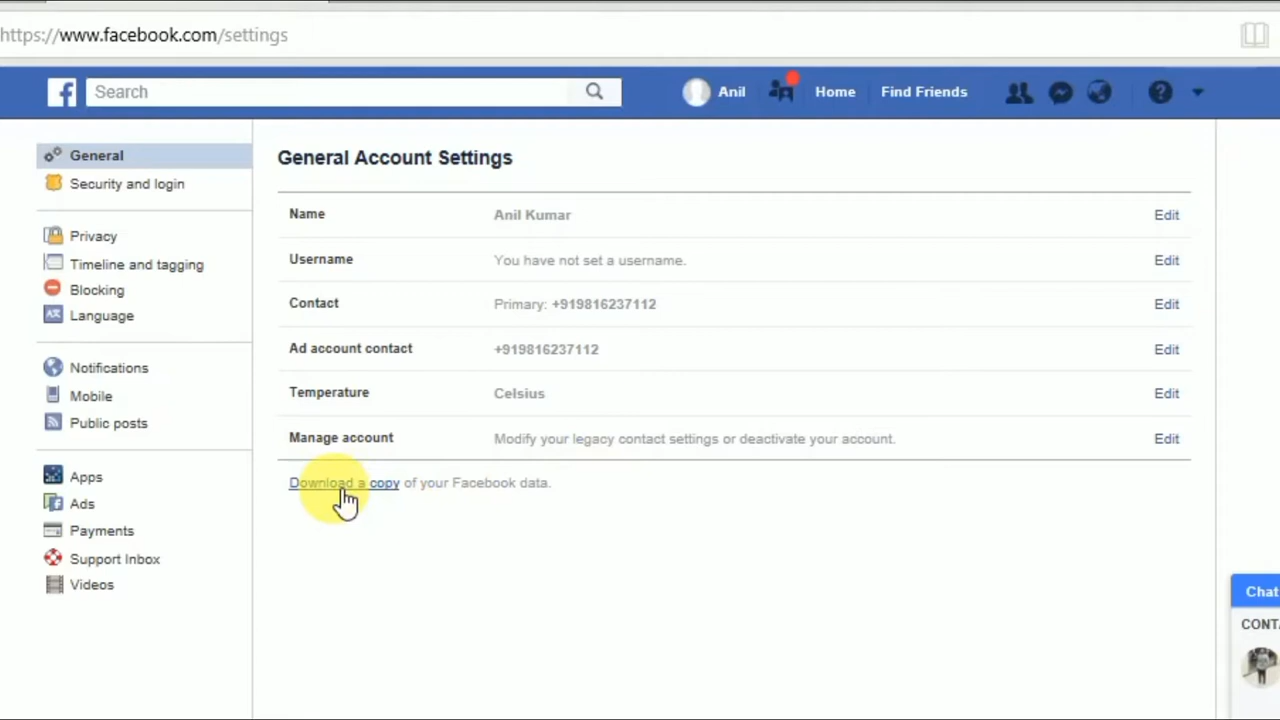 https://www.facebook.com/settings
f Search Anil Home Find Friends ?
General
Security and login
Privacy
Timeline and tagging
Blocking
Language
Notifications
Mobile
Public posts
Apps
Ads
Payments
Support Inbox
Videos
General Account Settings
Name Anil Kumar Edit
Username You have not set a username. Edit
Contact Primary: +919816237112 Edit
Ad account contact +919816237112 Edit
Temperature Celsius Edit
Manage account Modify your legacy contact settings or deactivate your account. Edit
Download a copy of your Facebook data.
Chat
CONTA